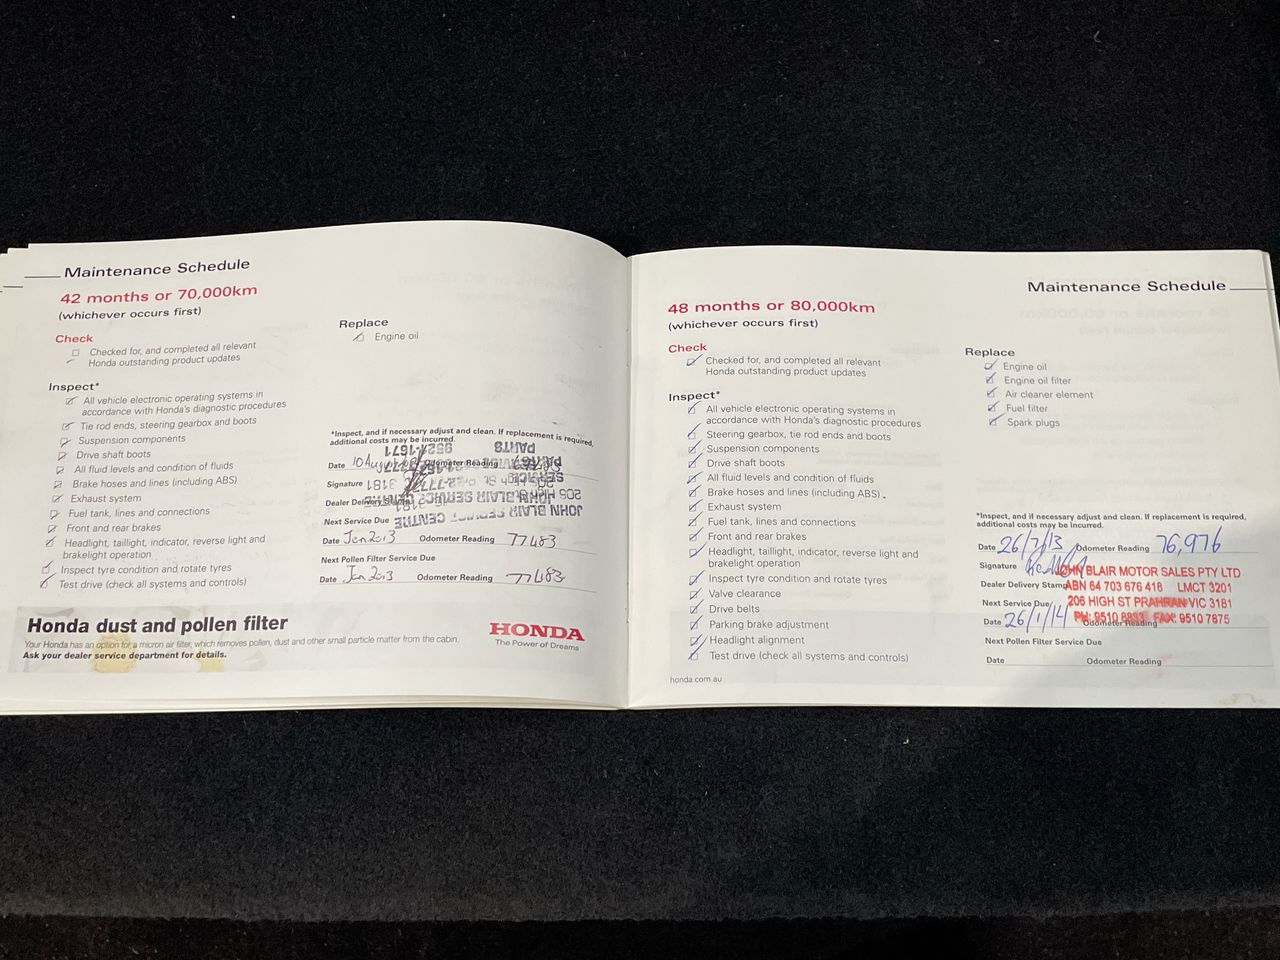 Maintenance Schedule
42 months or 70,000km
(whichever occurs first)
Check
Checked for, and completed all relevant
Honda outstanding product updates
Inspect*
All vehicle electronic operating systems in
accordance with Honda's diagnostic procedures
Tie rod ends, steering gearbox and boots
Suspension components
Drive shaft boots
All fluid levels and condition of fluids
Brake hoses and lines (including ABS)
Exhaust system
Fuel tank, lines and connections
Front and rear brakes
Headlight, taillight, indicator, reverse light and
brakelight operation
Inspect tyre condition and rotate tyres
Test drive (check all systems and controls)
Replace
Engine oil
*Inspect, and if necessary adjust and clean. If replacement is required,
additional costs may be incurred.
Date 10 August Odometer Reading
Signature
Dealer Delivery Stamp
JOHN BLAIR SERVICE CENTRE
206 HIGH
3181
SERVICE
PARTS
Next Service Due
Date Jan 2013 Odometer Reading 77483
Next Pollen Filter Service Due
Date Jan 2013 Odometer Reading 77483
Honda dust and pollen filter
Your Honda has an option for a micron air filter, which removes pollen, dust and other small particle matter from the cabin.
Ask your dealer service department for details.
HONDA
The Power of Dreams
Maintenance Schedule
48 months or 80,000km
(whichever occurs first)
Check
Checked for, and completed all relevant
Honda outstanding product updates
Inspect*
All vehicle electronic operating systems in
accordance with Honda's diagnostic procedures
Steering gearbox, tie rod ends and boots
Suspension components
Drive shaft boots
All fluid levels and condition of fluids
Brake hoses and lines (including ABS)
Exhaust system
Fuel tank, lines and connections
Front and rear brakes
Headlight, taillight, indicator, reverse light and
brakelight operation
Inspect tyre condition and rotate tyres
Valve clearance
Drive belts
Parking brake adjustment
Headlight alignment
Test drive (check all systems and controls)
honda.com.au
Replace
Engine oil
Engine oil filter
Air cleaner element
Fuel filter
Spark plugs
*Inspect, and if necessary adjust and clean. If replacement is required,
additional costs may be incurred.
Date 26/7/13 Odometer Reading 76,976
Signature
JOHN BLAIR MOTOR SALES PTY LTD
Dealer Delivery Stamp
ABN 64 703 676 418 LMCT 3201
Next Service Due
206 HIGH ST PRAHRAN VIC 3181
PH: 9510 8833 FAX: 9510 7875
Date 26/1/14 Odometer Reading
Next Pollen Filter Service Due
Date Odometer Reading